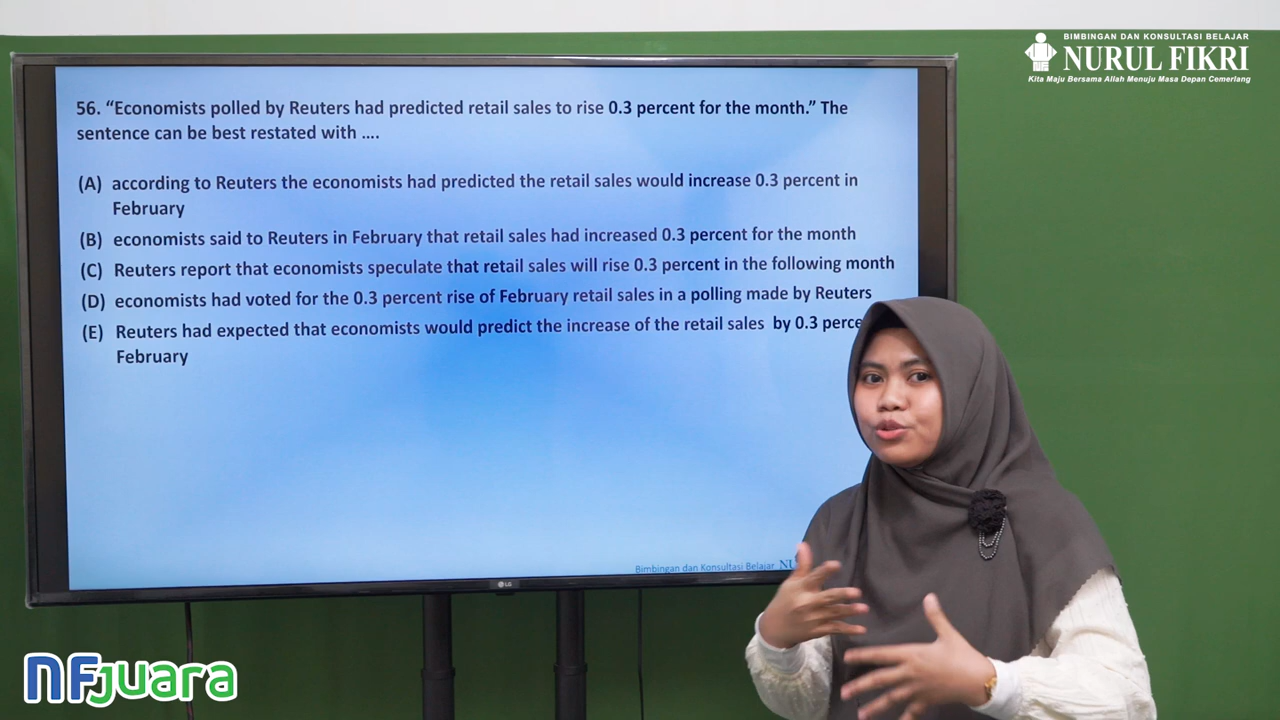 BIMBINGAN DAN KONSULTASI BELAJAR
NURUL FIKRI
Kita Maju Bersama Allah Menuju Masa Depan Cemerlang
56. “Economists polled by Reuters had predicted retail sales to rise 0.3 percent for the month.” The
sentence can be best restated with ....
(A) according to Reuters the economists had predicted the retail sales would increase 0.3 percent in
February
(B) economists said to Reuters in February that retail sales had increased 0.3 percent for the month
(C) Reuters report that economists speculate that retail sales will rise 0.3 percent in the following month
(D) economists had voted for the 0.3 percent rise of February retail sales in a polling made by Reuters
(E) Reuters had expected that economists would predict the increase of the retail sales by 0.3
February
Bimbingan dan Konsultasi Belajar
LG
NFjuara